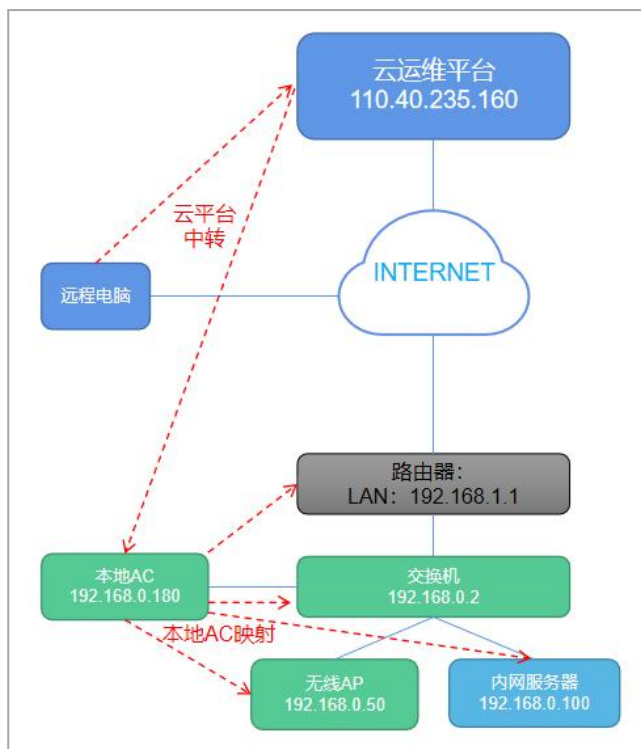 云运维平台
110.40.235.160
云平台
中转
INTERNET
远程电脑
路由器：
LAN：192.168.1.1
本地AC
192.168.0.180
交换机
192.168.0.2
本地AC映射
无线AP
192.168.0.50
内网服务器
192.168.0.100